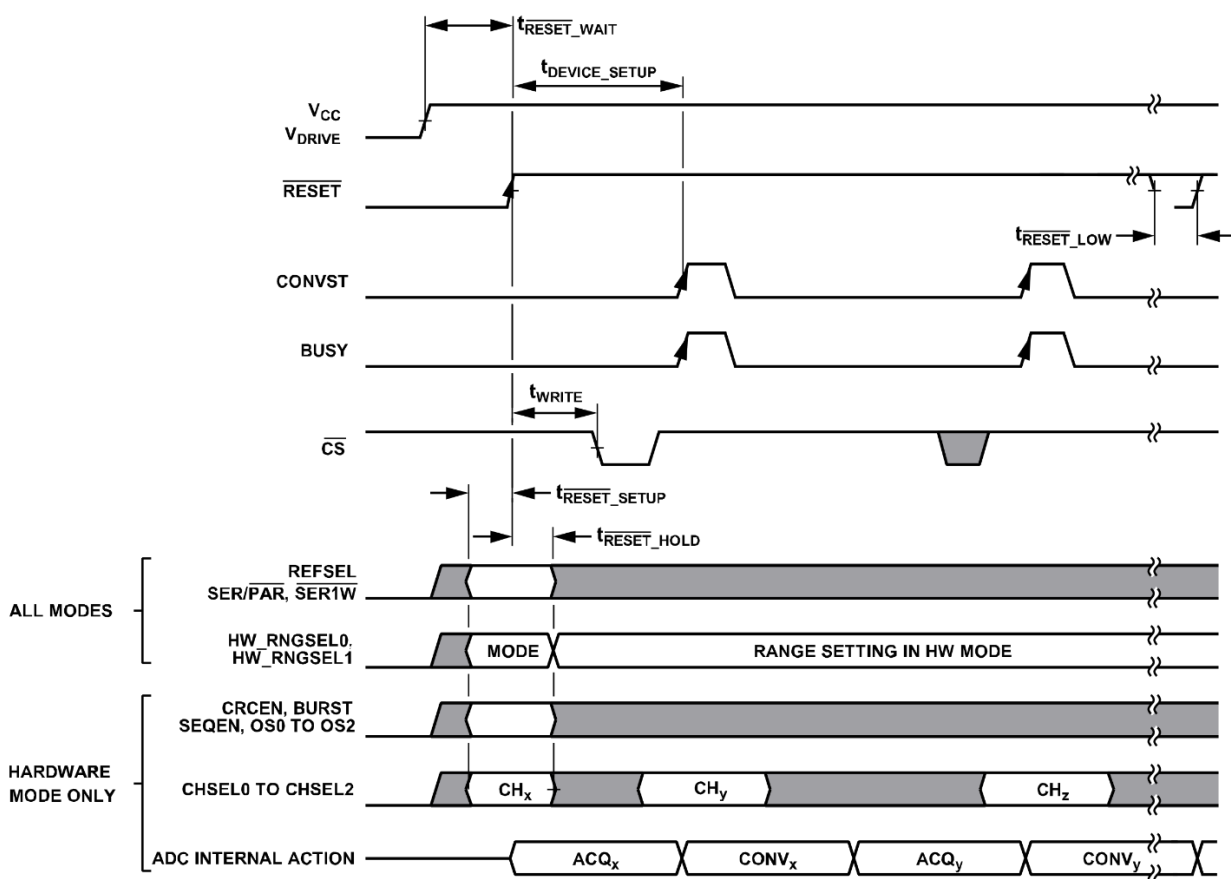 tRESET_WAIT
tDEVICE_SETUP
VCC
VDRIVE
RESET
tRESET_LOW
CONVST
BUSY
tWRITE
CS
tRESET_SETUP
tRESET_HOLD
ALL MODES
REFSEL
SER/PAR, SER1W
HW_RNGSEL0,
HW_RNGSEL1
MODE
RANGE SETTING IN HW MODE
HARDWARE
MODE ONLY
CRCEN, BURST
SEQEN, OS0 TO OS2
CHSEL0 TO CHSEL2
CHx
CHy
CHz
ADC INTERNAL ACTION
ACQx
CONVx
ACQy
CONVy